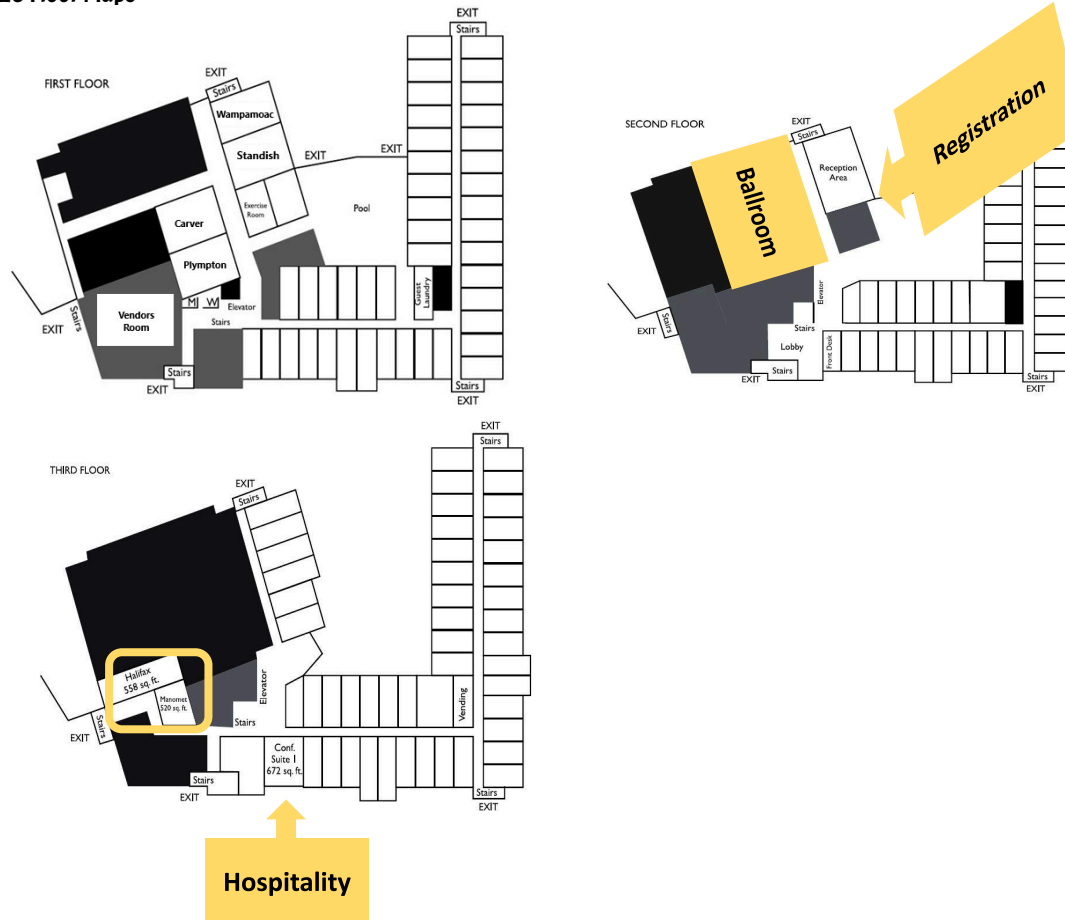 FIRST FLOOR
EXIT
Stairs
EXIT
Stairs
Wampamoac
Standish
EXIT
EXIT
Exercise
Room
Pool
Carver
Plympton
M
W
Elevator
Stairs
Guest
Laundry
Vendors
Room
Stairs
EXIT
Stairs
EXIT
Stairs
EXIT
SECOND FLOOR
EXIT
Stairs
Registration
Reception
Area
Ballroom
Elevator
Stairs
EXIT
Stairs
Lobby
Front Desk
EXIT
Stairs
Stairs
EXIT
THIRD FLOOR
EXIT
Stairs
EXIT
Stairs
Halifax
558 sq. ft.
Manomet
520 sq. ft.
Elevator
Stairs
Vending
Stairs
EXIT
Conf.
Suite I
672 sq. ft.
Stairs
EXIT
Stairs
EXIT
Hospitality